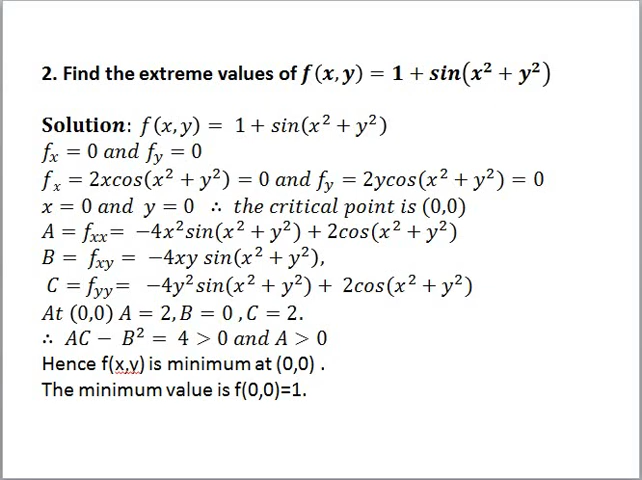 2. Find the extreme values of f(x,y) = 1 + sin(x² + y²)
Solution: f(x,y) = 1 + sin(x² + y²)
fₓ = 0 and fᵧ = 0
fₓ = 2xcos(x² + y²) = 0 and fᵧ = 2ycos(x² + y²) = 0
x = 0 and y = 0 ∴ the critical point is (0,0)
A = fₓₓ= −4x²sin(x² + y²) + 2cos(x² + y²)
B = fₓᵧ = −4xy sin(x² + y²),
C = fᵧᵧ= −4y²sin(x² + y²) + 2cos(x² + y²)
At (0,0) A = 2, B = 0 , C = 2.
∴ AC − B² = 4 > 0 and A > 0
Hence f(x,y) is minimum at (0,0) .
The minimum value is f(0,0)=1.